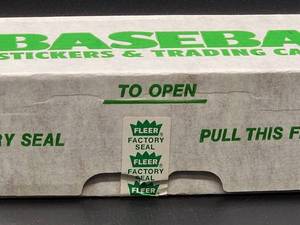 BASEBA
STICKERS & TRADING CA
TO OPEN
RY SEAL
PULL THIS F
FLEER
FACTORY
SEAL
FLEER
FACTORY
SEAL
FLEER